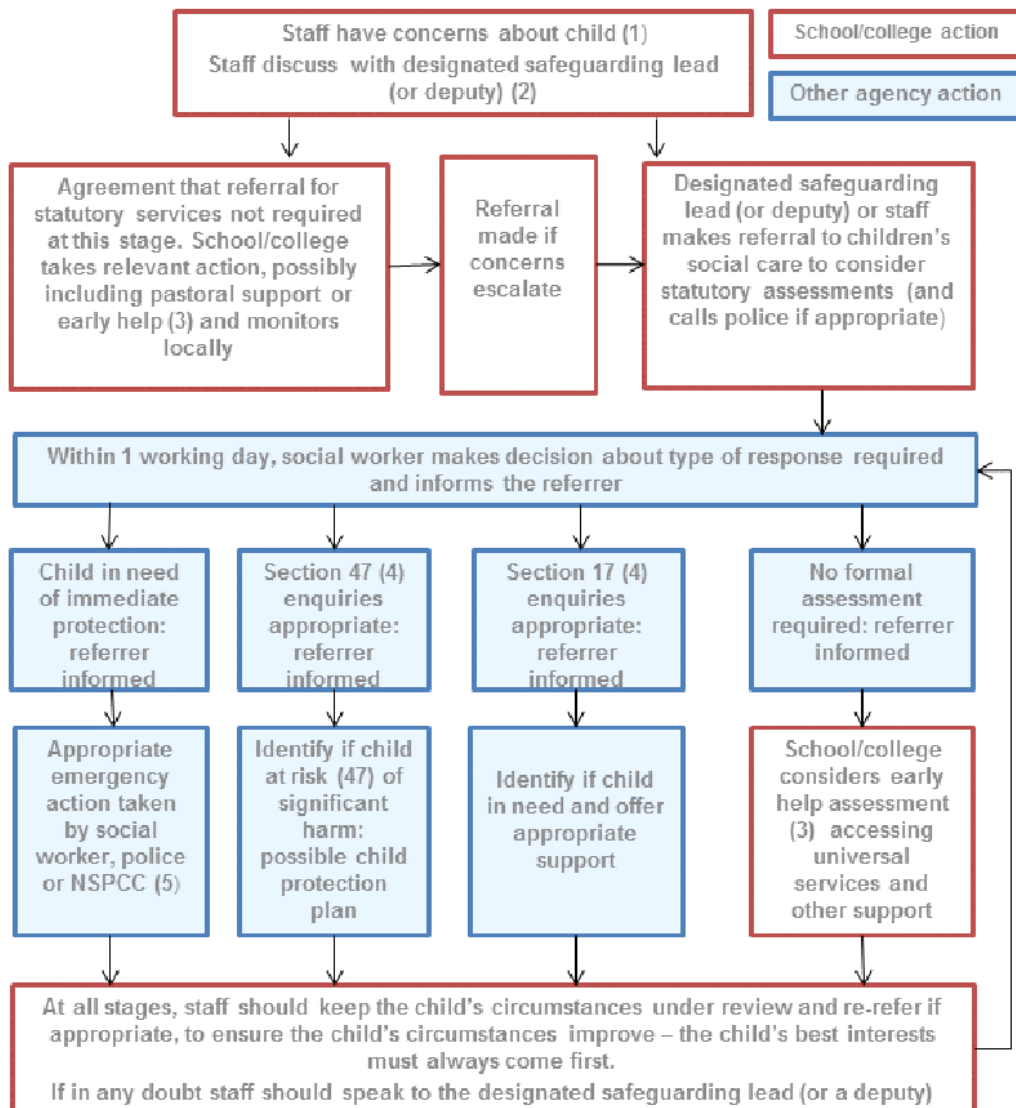 Staff have concerns about child (1)
Staff discuss with designated safeguarding lead
(or deputy) (2)
School/college action
Other agency action
Agreement that referral for
statutory services not required
at this stage. School/college
takes relevant action, possibly
including pastoral support or
early help (3) and monitors
locally
Referral
made if
concerns
escalate
Designated safeguarding
lead (or deputy) or staff
makes referral to children's
social care to consider
statutory assessments (and
calls police if appropriate)
Within 1 working day, social worker makes decision about type of response required
and informs the referrer
Child in need
of immediate
protection:
referrer
informed
Section 47 (4)
enquiries
appropriate:
referrer
informed
Section 17 (4)
enquiries
appropriate:
referrer
informed
No formal
assessment
required: referrer
informed
Appropriate
emergency
action taken
by social
worker, police
or NSPCC (5)
Identify if child
at risk (47) of
significant
harm:
possible child
protection
plan
Identify if child
in need and offer
appropriate
support
School/college
considers early
help assessment
(3) accessing
universal
services and
other support
At all stages, staff should keep the child's circumstances under review and re-refer if
appropriate, to ensure the child's circumstances improve – the child's best interests
must always come first.
If in any doubt staff should speak to the designated safeguarding lead (or a deputy)